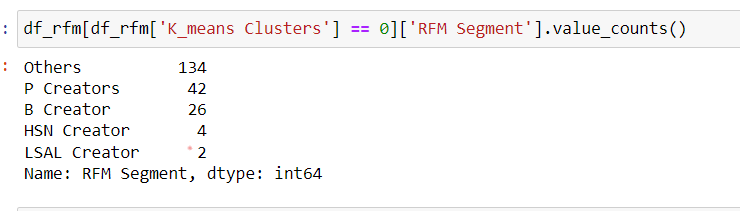 : df_rfm[df_rfm['K_means Clusters'] == 0]['RFM Segment'].value_counts()
: Others 134
P Creators 42
B Creator 26
HSN Creator 4
LSAL Creator 2
Name: RFM Segment, dtype: int64